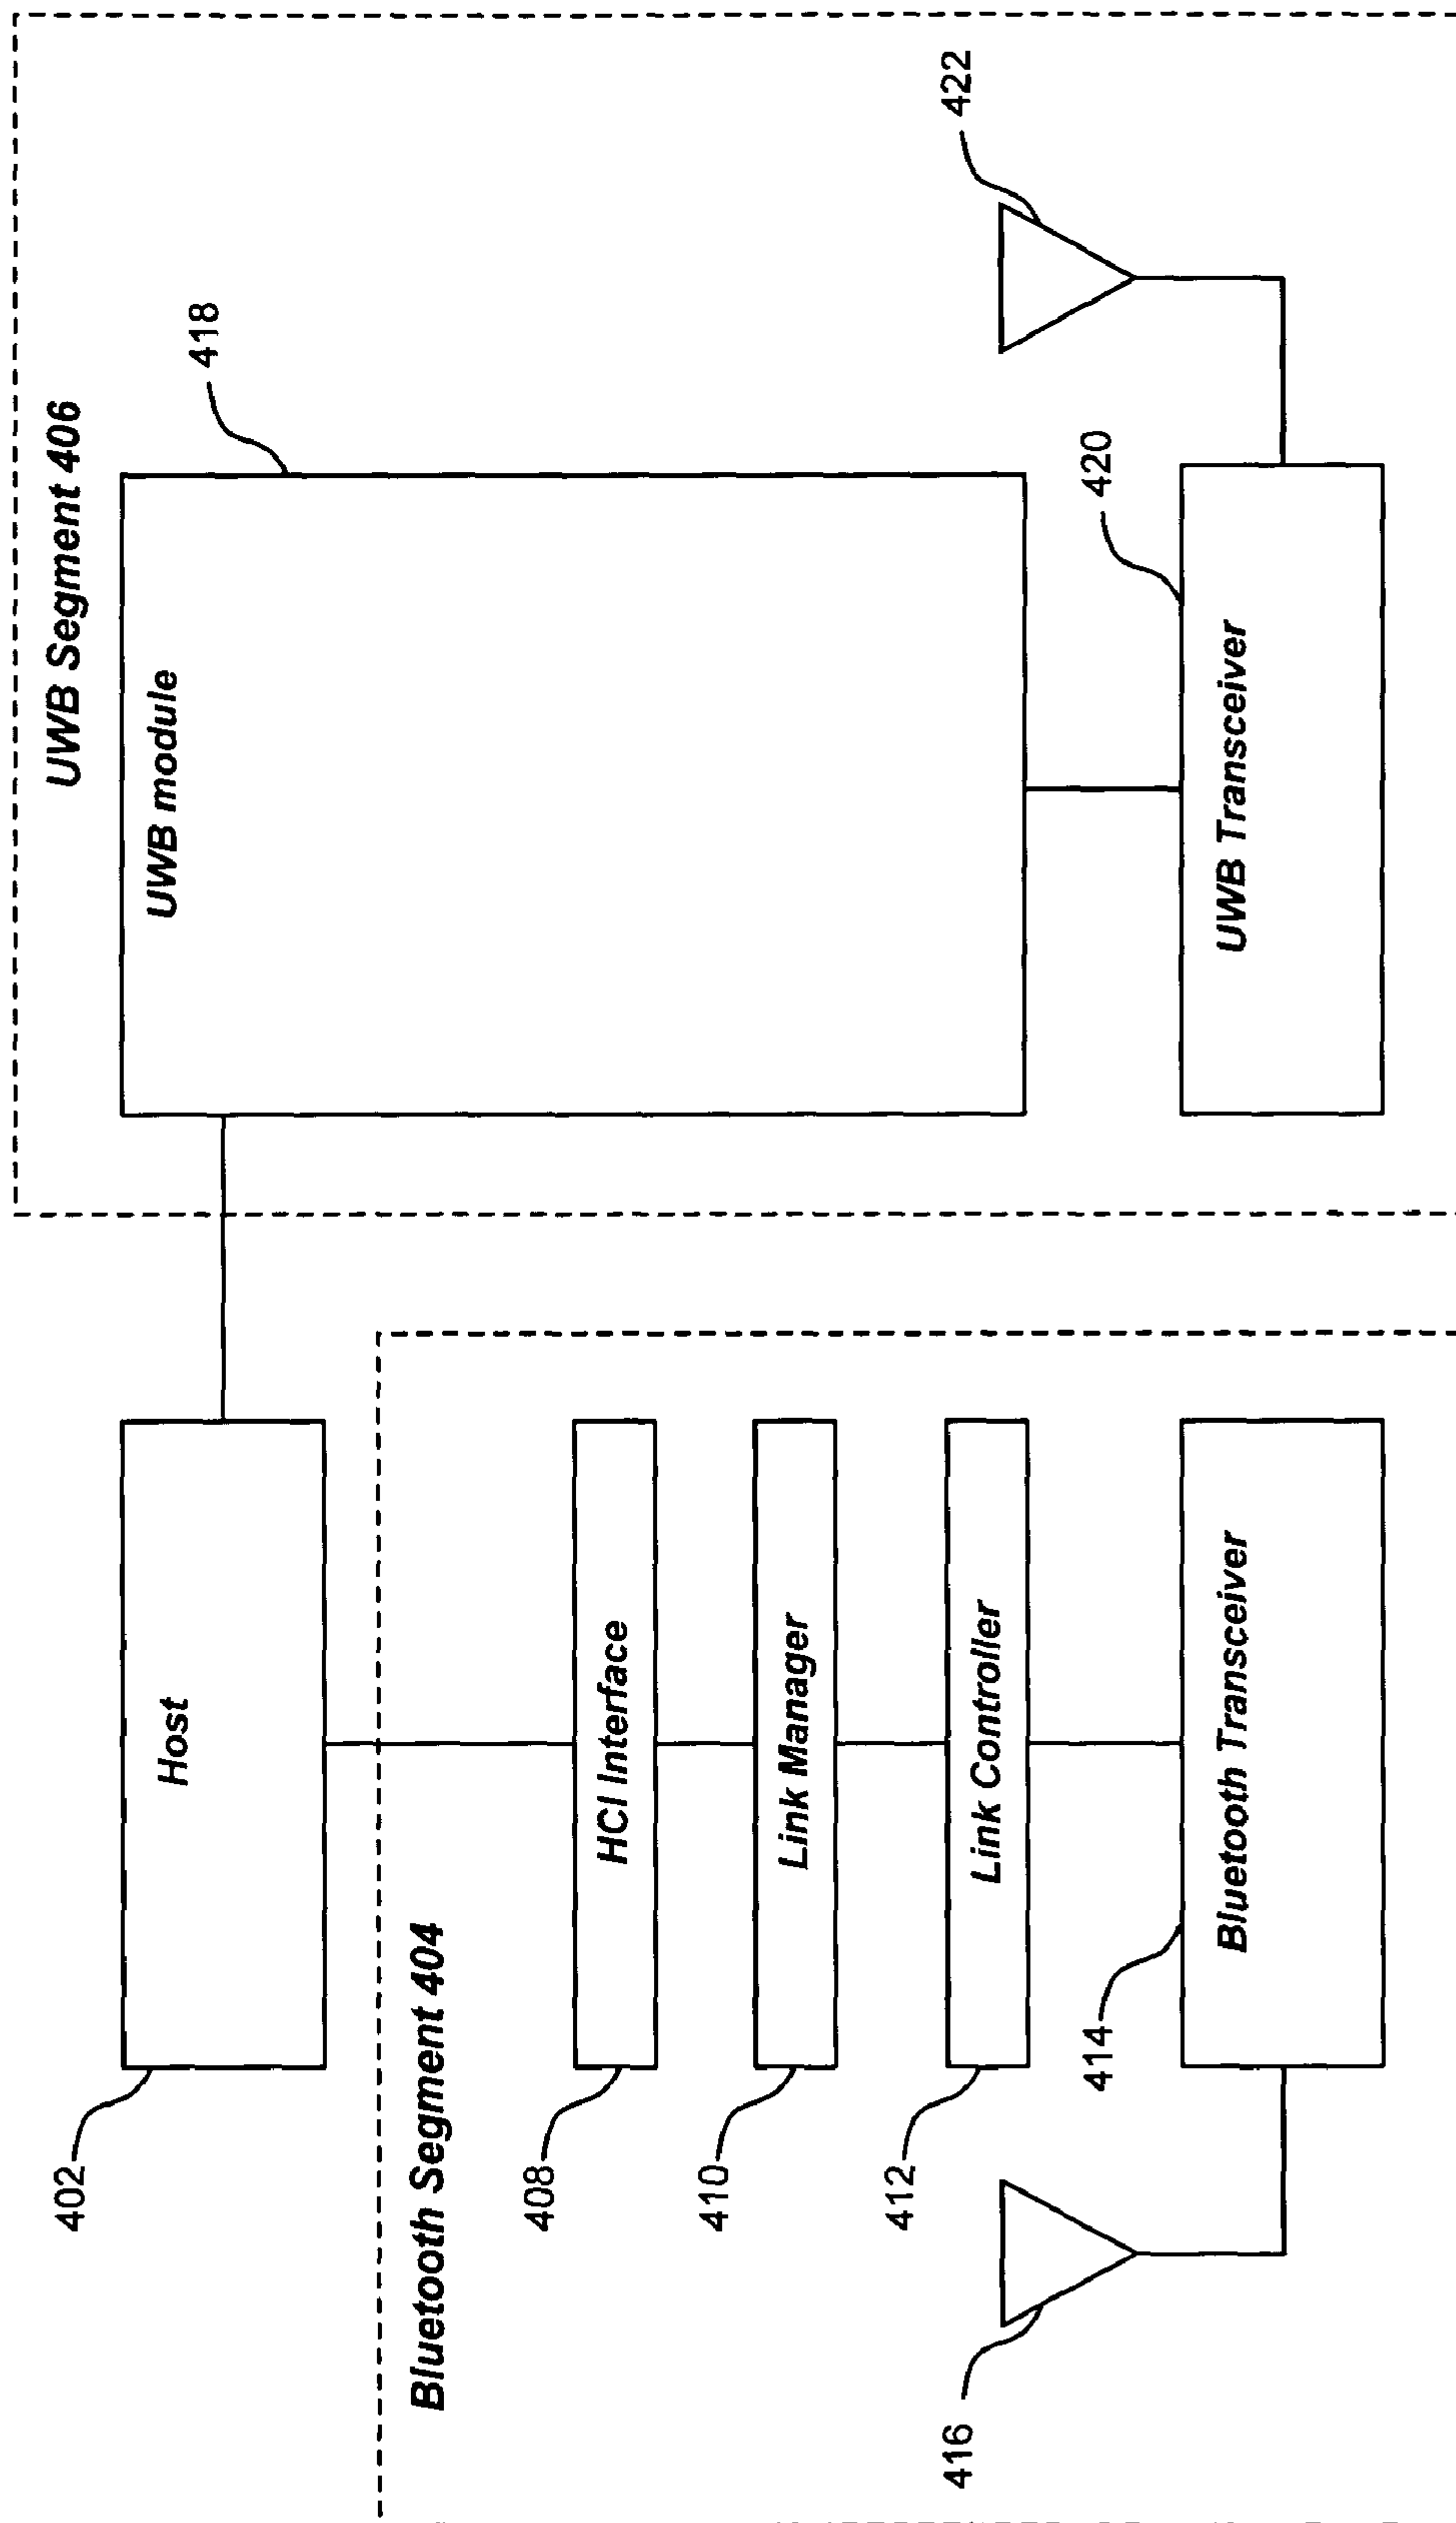 402
Host
UWB Segment 406
UWB module
418
Bluetooth Segment 404
408
HCI Interface
410
Link Manager
412
Link Controller
416
414
Bluetooth Transceiver
420
UWB Transceiver
422